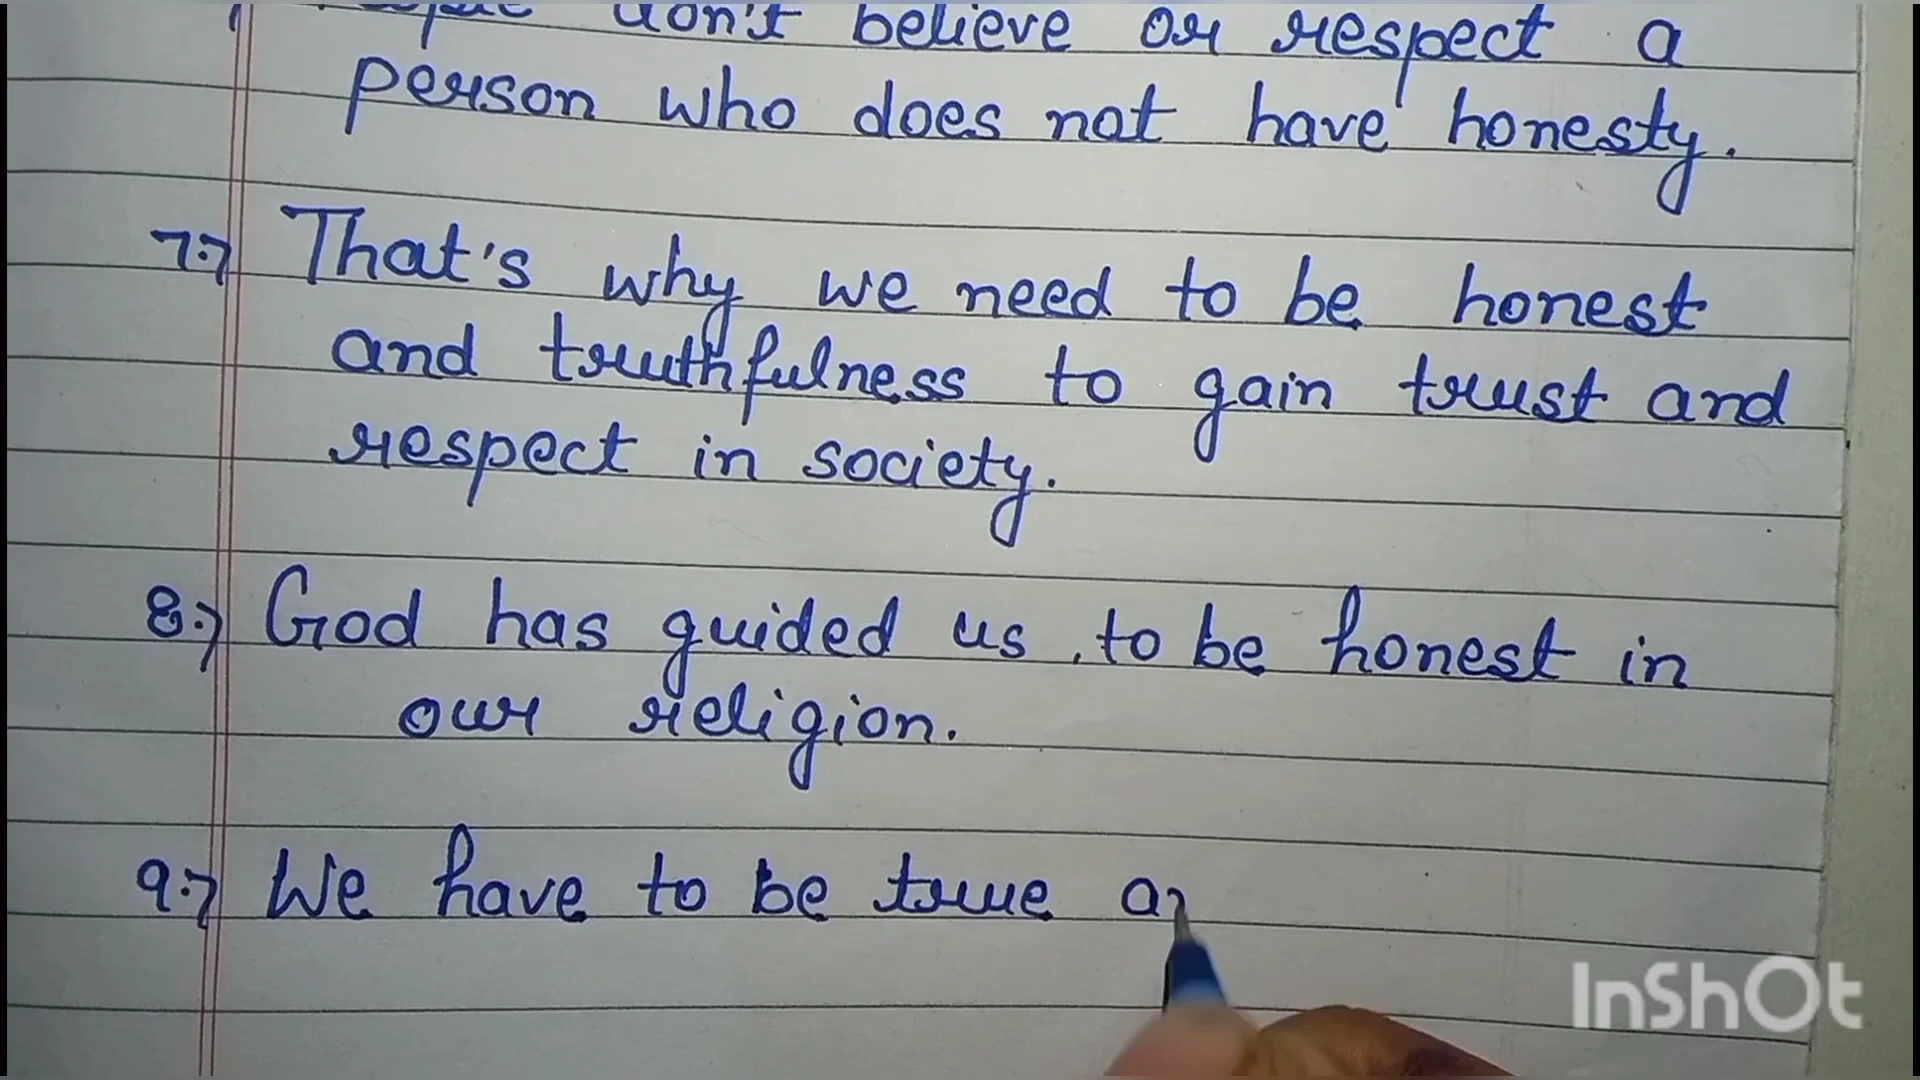 People don't believe or respect a
person who does not have honesty.
7.) That's why we need to be honest
and truthfulness to gain trust and
respect in society.
8.) God has guided us, to be honest in
our religion.
9.) We have to be true an
InShOt